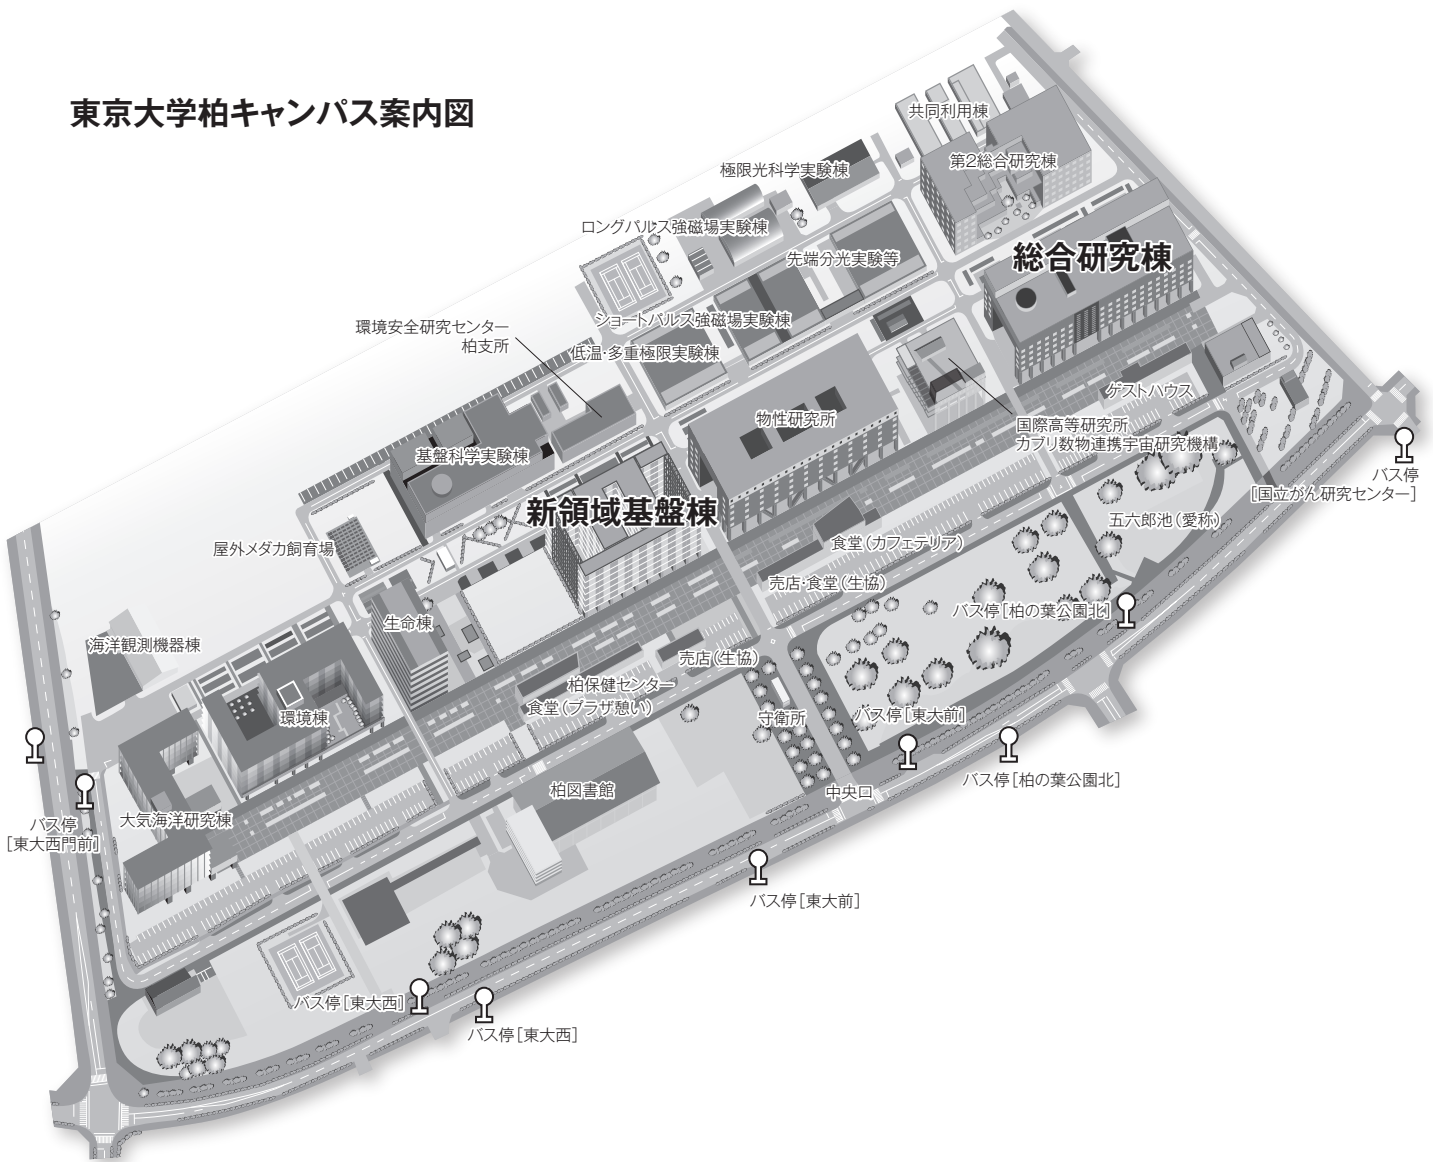 東京大学柏キャンパス案内図
共同利用棟
第2総合研究棟
極限光科学実験棟
ロングパルス強磁場実験棟
先端分光実験等
総合研究棟
ショートパルス強磁場実験棟
環境安全研究センター
柏支所
低温・多重極限実験棟
ゲストハウス
物性研究所
国際高等研究所
カブリ数物連携宇宙研究機構
基盤科学実験棟
バス停
[国立がん研究センター]
新領域基盤棟
五六郎池(愛称)
屋外メダカ飼育場
食堂(カフェテリア)
売店・食堂(生協)
バス停[柏の葉公園北]
生命棟
海洋観測機器棟
売店(生協)
柏保健センター
食堂(プラザ憩い)
環境棟
守衛所
バス停[東大前]
バス停[柏の葉公園北]
柏図書館
中央口
大気海洋研究棟
バス停
[東大西門前]
バス停[東大前]
バス停[東大西]
バス停[東大西]